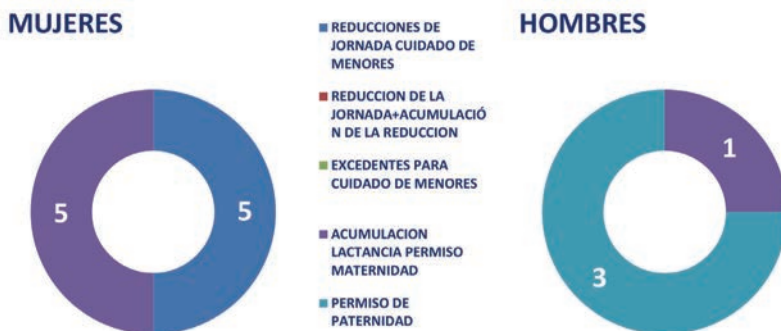 MUJERES
5
5
REDUCCIONES DE
JORNADA CUIDADO DE
MENORES
REDUCCION DE LA
JORNADA+ACUMULACIÓ
N DE LA REDUCCION
EXCEDENTES PARA
CUIDADO DE MENORES
ACUMULACION
LACTANCIA PERMISO
MATERNIDAD
PERMISO DE
PATERNIDAD
HOMBRES
1
3